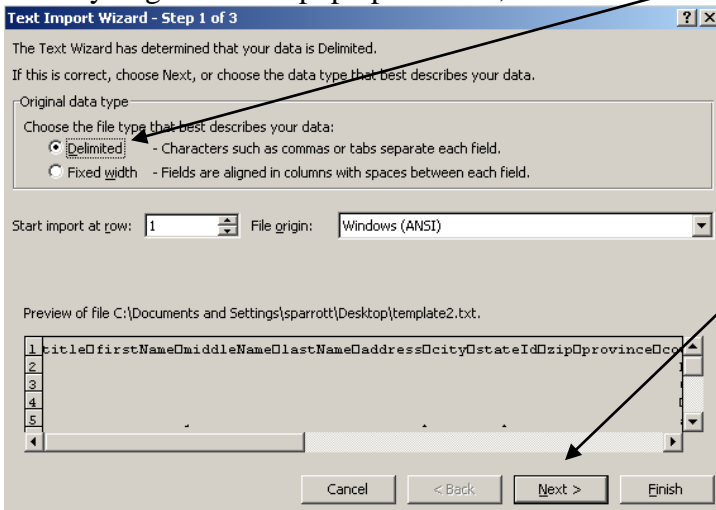 Text Import Wizard - Step 1 of 3
The Text Wizard has determined that your data is Delimited.
If this is correct, choose Next, or choose the data type that best describes your data.
Original data type
Choose the file type that best describes your data:
Delimited - Characters such as commas or tabs separate each field.
Fixed width - Fields are aligned in columns with spaces between each field.
Start import at row: 1 File origin: Windows (ANSI)
Preview of file C:\Documents and Settings\sparrott\Desktop\template2.txt.
1 title□firstName□middleName□lastName□address□city□stateId□zip□province□co
2
3
4
5
Cancel < Back Next > Finish